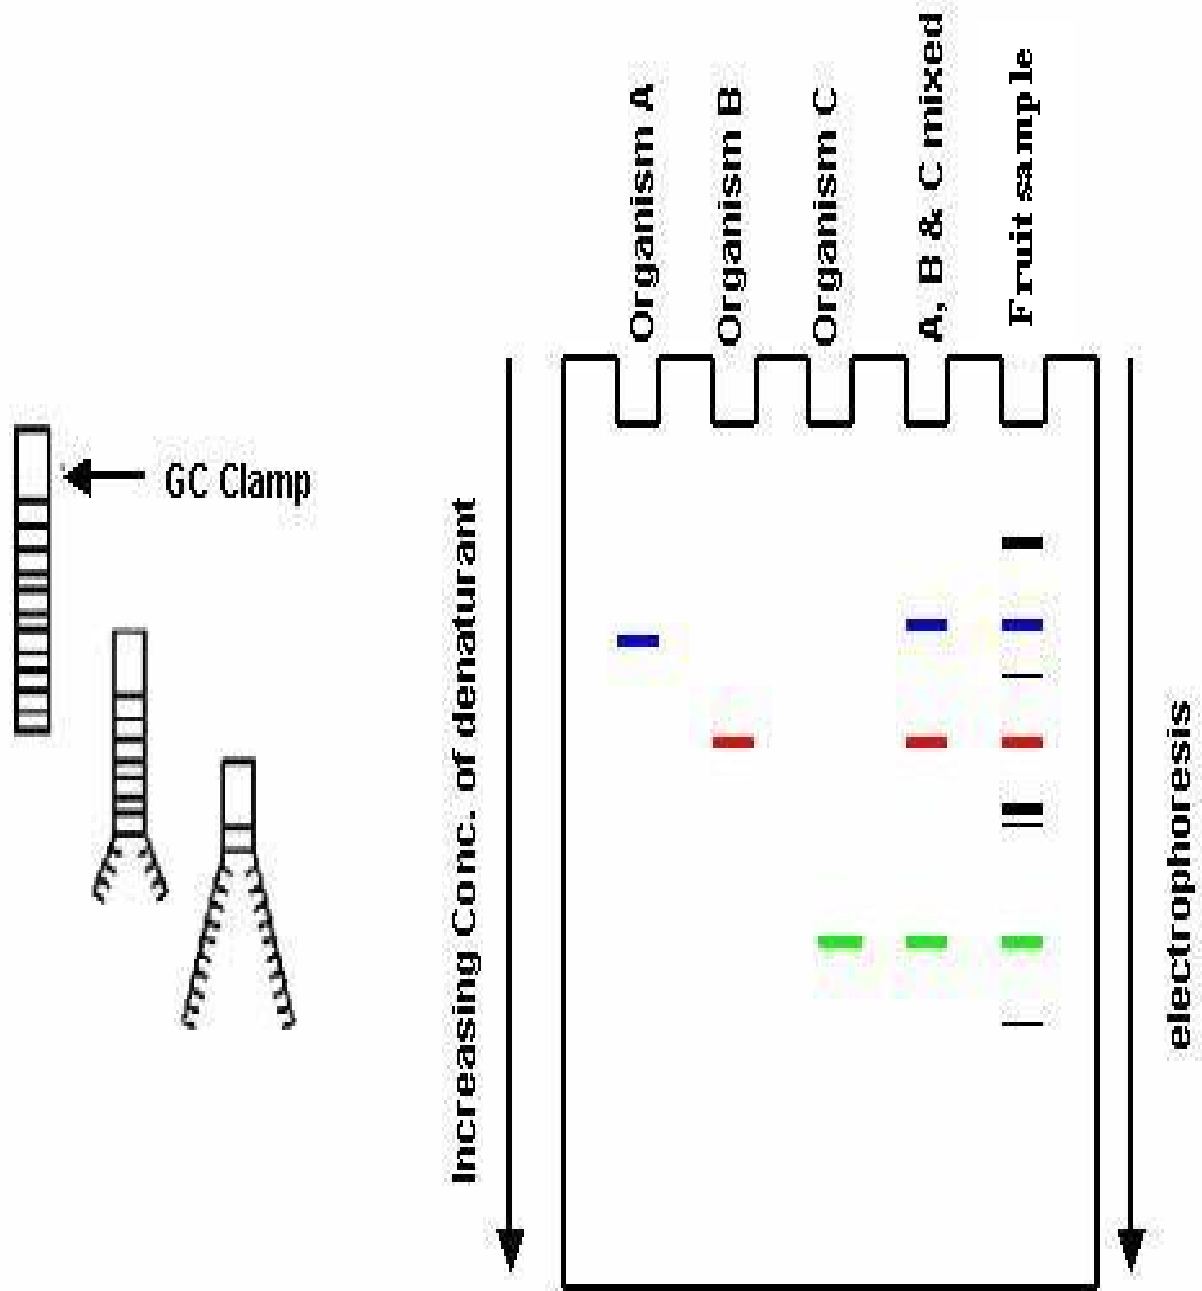 Organism A
Organism B
Organism C
A, B & C mixed
Fruit sample
GC Clamp
Increasing Conc. of denaturant
electrophoresis